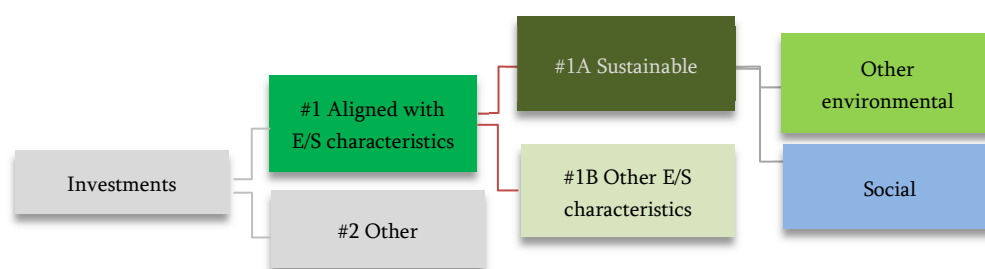 Investments
#1 Aligned with
E/S characteristics
#2 Other
#1A Sustainable
#1B Other E/S
characteristics
Other
environmental
Social